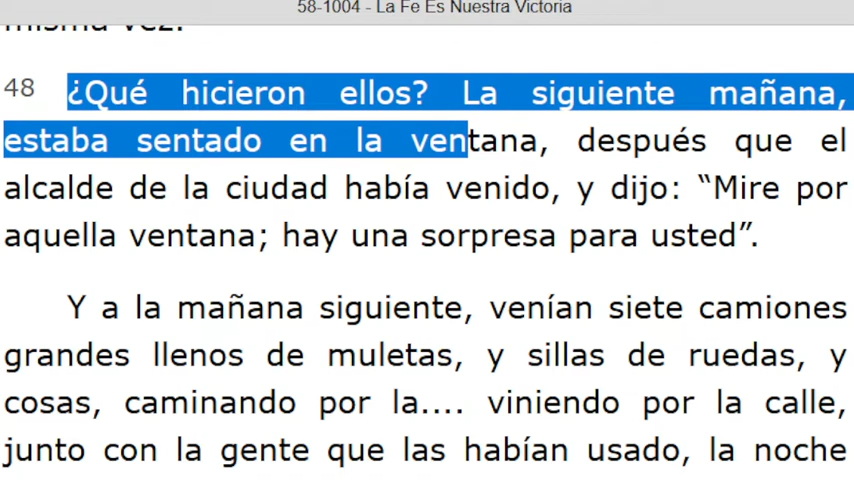 58-1004 - La Fe Es Nuestra Victoria
misma vez.
48 ¿Qué hicieron ellos? La siguiente mañana,
estaba sentado en la ventana, después que el
alcalde de la ciudad había venido, y dijo: “Mire por
aquella ventana; hay una sorpresa para usted”.
Y a la mañana siguiente, venían siete camiones
grandes llenos de muletas, y sillas de ruedas, y
cosas, caminando por la.... viniendo por la calle,
junto con la gente que las habían usado, la noche